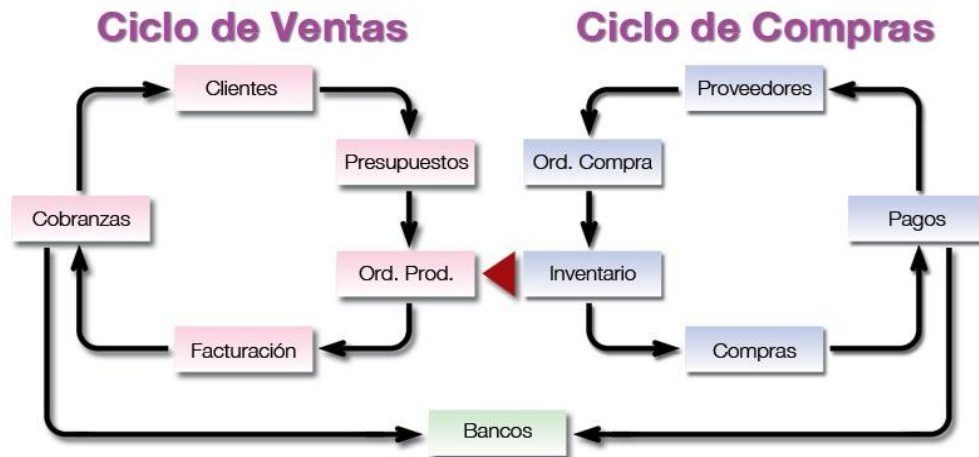 Ciclo de Ventas
Clientes
Presupuestos
Cobranzas
Ord. Prod.
Facturación
Ciclo de Compras
Proveedores
Ord. Compra
Pagos
Inventario
Compras
Bancos